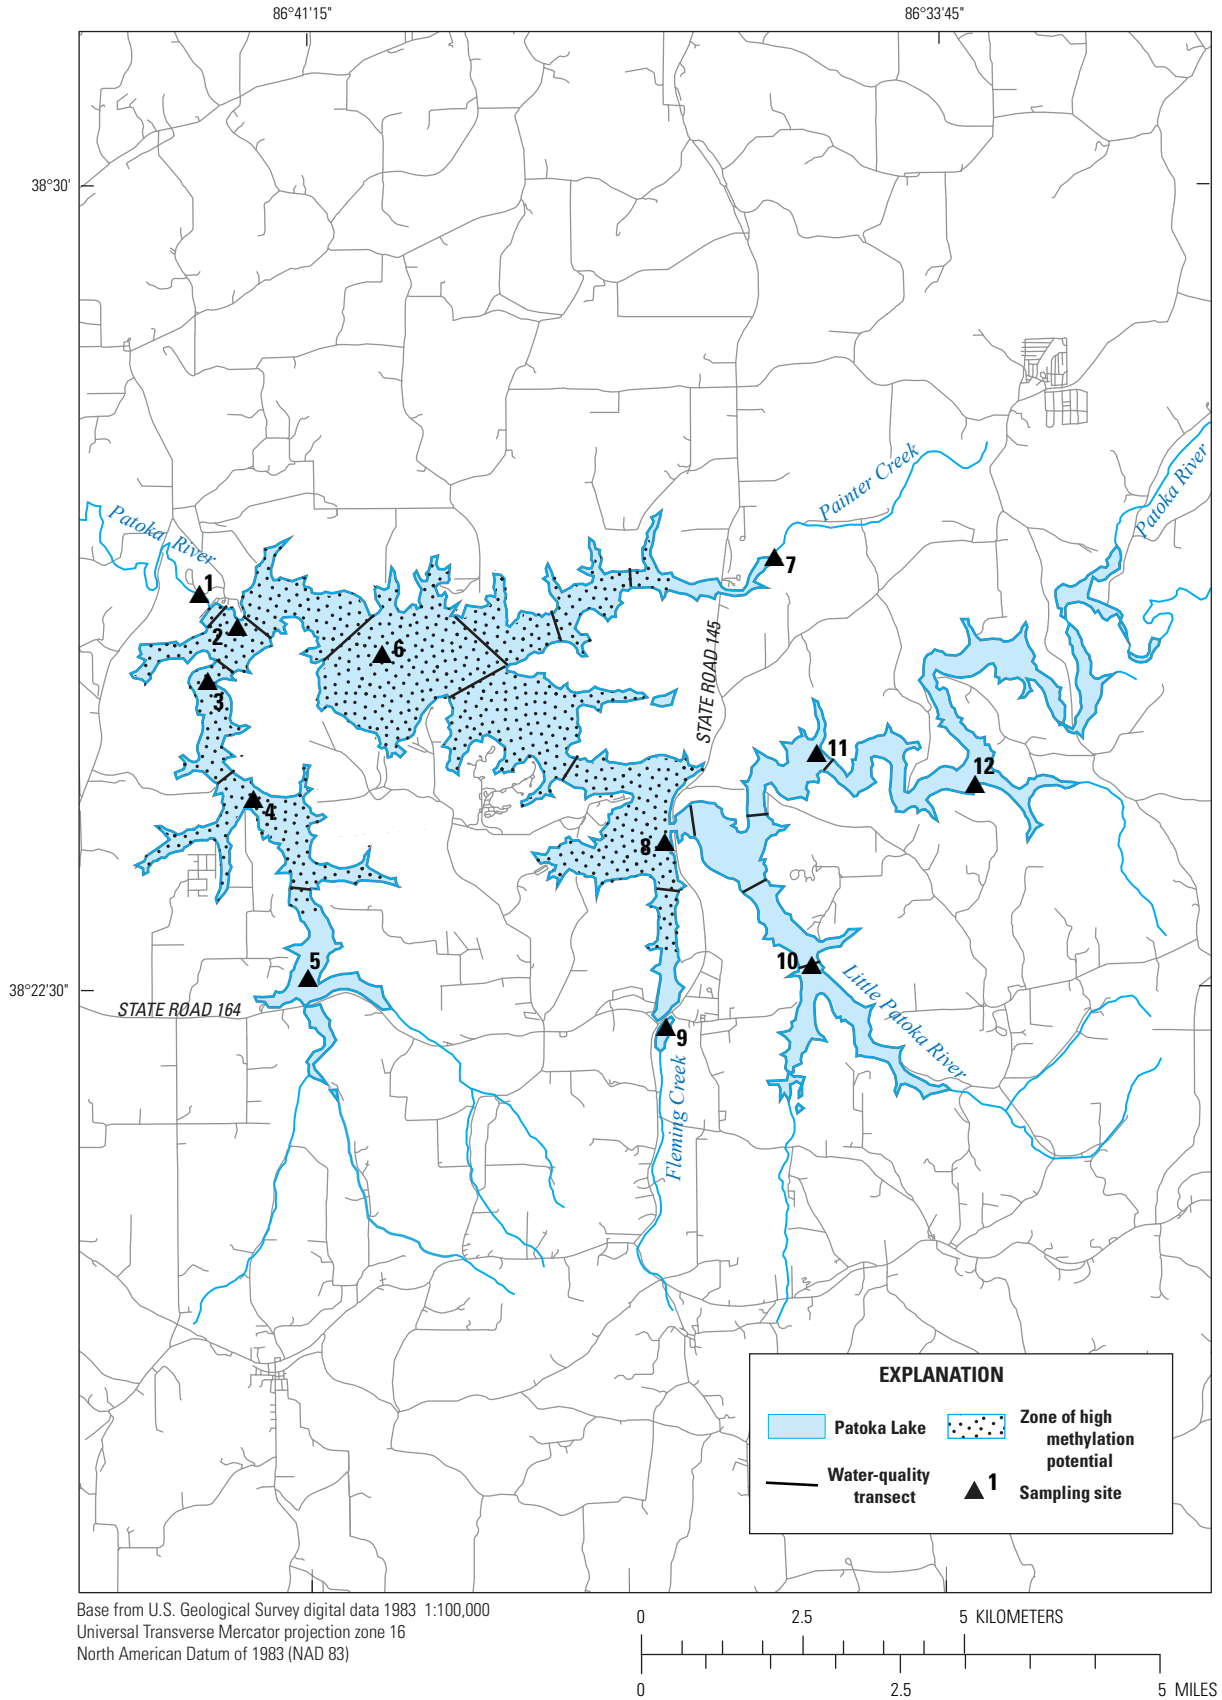 86°41'15"
86°33'45"
38°30'
Painter Creek
Patoka River
Patoka River
7
1
2
STATE ROAD 145
6
3
11
12
4
8
5
10
Little Patoka River
38°22'30"
STATE ROAD 164
9
Fleming Creek
EXPLANATION
Patoka Lake
Zone of high
methylation
potential
Water-quality
transect
1
Sampling site
Base from U.S. Geological Survey digital data 1983 1:100,000
Universal Transverse Mercator projection zone 16
North American Datum of 1983 (NAD 83)
0 2.5 5 KILOMETERS
0 2.5 5 MILES